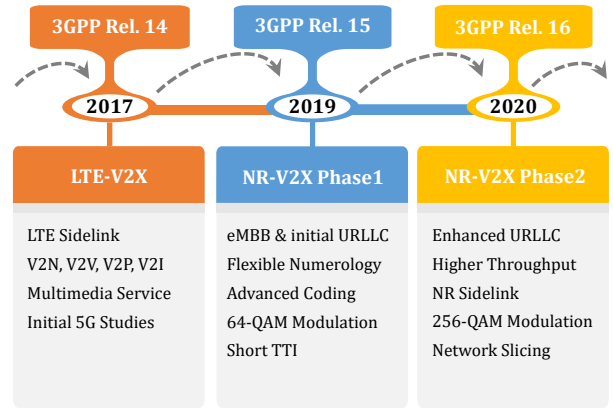 3GPP Rel. 14
3GPP Rel. 15
3GPP Rel. 16
2017
2019
2020
LTE-V2X
NR-V2X Phase1
NR-V2X Phase2
LTE Sidelink
V2N, V2V, V2P, V2I
Multimedia Service
Initial 5G Studies
eMBB & initial URLLC
Flexible Numerology
Advanced Coding
64-QAM Modulation
Short TTI
Enhanced URLLC
Higher Throughput
NR Sidelink
256-QAM Modulation
Network Slicing